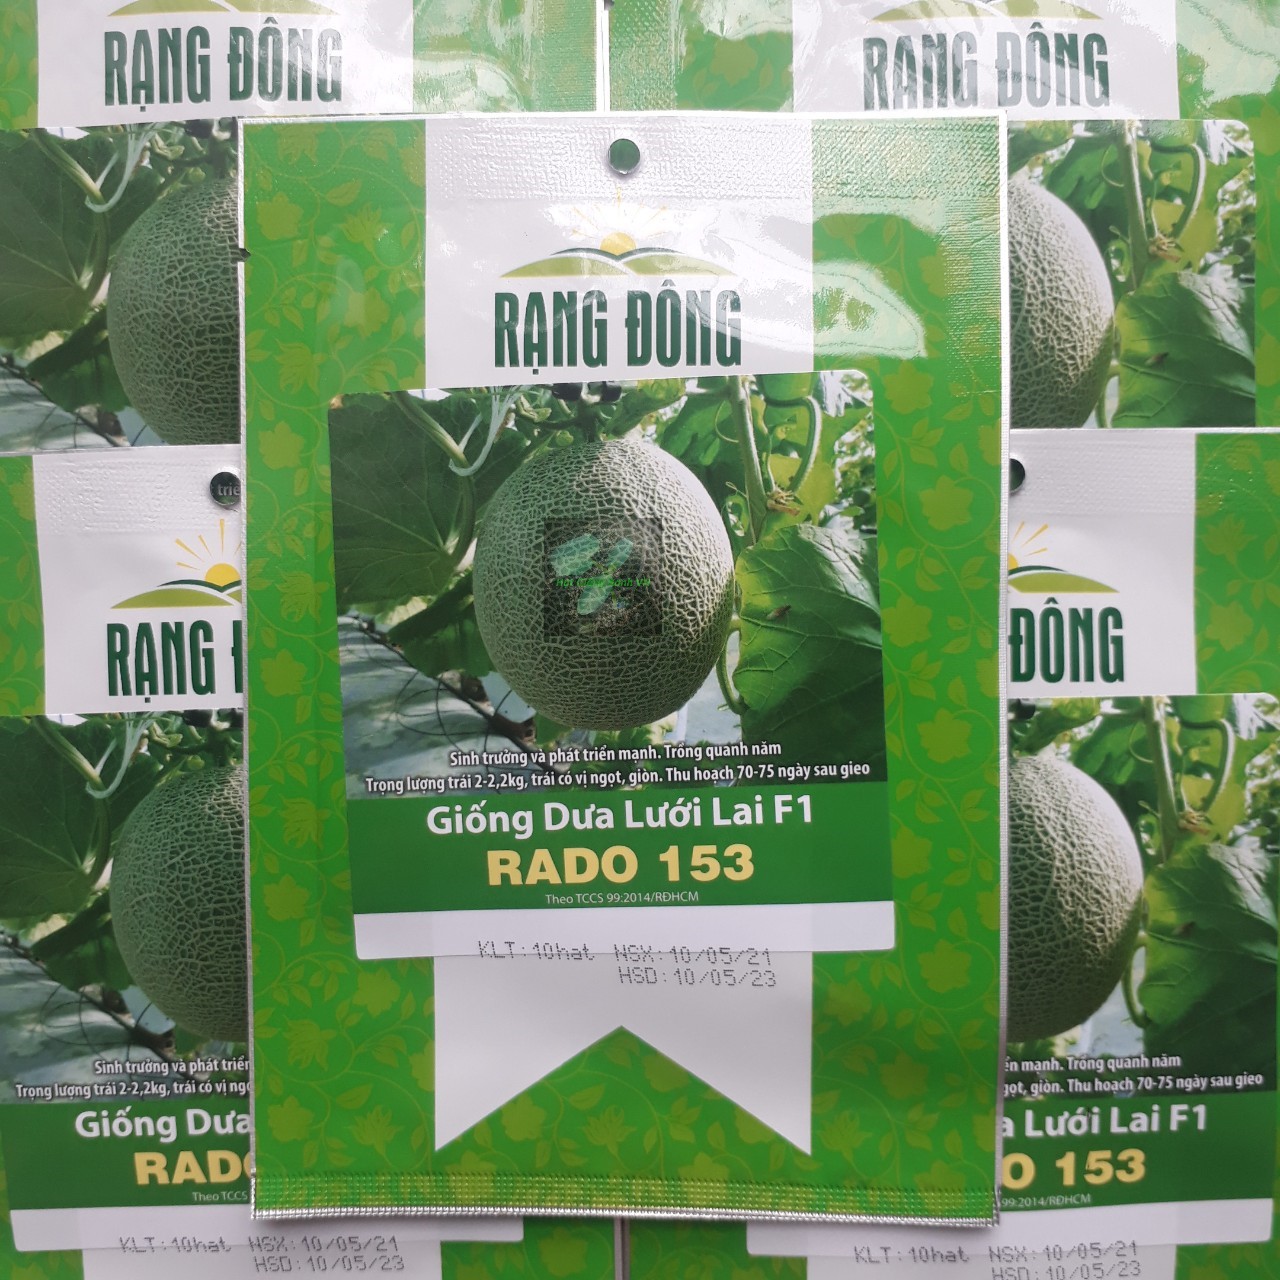 RẠNG ĐÔNG
RẠNG ĐÔNG
RẠNG ĐÔNG
Sinh trưởng và phát triển mạnh. Trồng quanh năm
Trọng lượng trái 2-2,2kg, trái có vị ngọt, giòn. Thu hoạch 70-75 ngày sau gieo
Giống Dưa Lưới Lai F1
RADO 153
Theo TCCS 99:2014/RĐHCM
KLT:10hat NSX:10/05/21
HSD:10/05/23
triể
RẠNG
Sinh trưởng và phát triển
Trọng lượng trái 2-2,2kg, trái có vị ngọ
Giống Dưa
RADO
Theo TCCS
KLT:10hat NSX:10/05/21
HSD:10/05/23
ĐÔNG
ển mạnh. Trồng quanh năm
gọt, giòn. Thu hoạch 70-75 ngày sau gieo
a Lưới Lai F1
O 153
99:2014/RĐHCM
KLT:10hat NSX:10/05/21
HSD:10/05/23